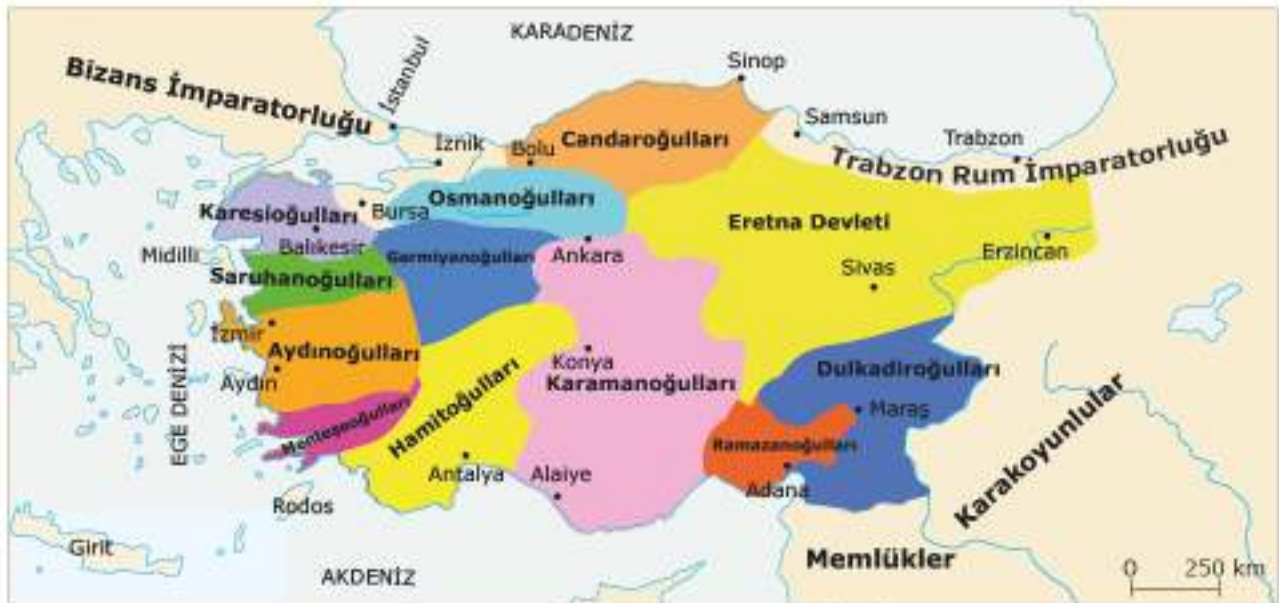 KARADENİZ
Bizans İmparatorluğu
İstanbul
Sinop
Samsun
Trabzon
Trabzon Rum İmparatorluğu
İznik
Bolu
Candaroğulları
Osmanoğulları
Karesioğulları
Bursa
Balıkesir
Midilli
Germiyanoğulları
Ankara
Eretna Devleti
Erzincan
Sivas
Saruhanoğulları
İzmir
Aydınoğulları
Aydın
EGE DENİZİ
Menteşeoğulları
Hamitoğulları
Konya
Karamanoğulları
Dulkadiroğulları
Maraş
Ramazanoğulları
Adana
Antalya
Alaiye
Rodos
Girit
AKDENİZ
Karakoyunlular
Memlûkler
0 250 km